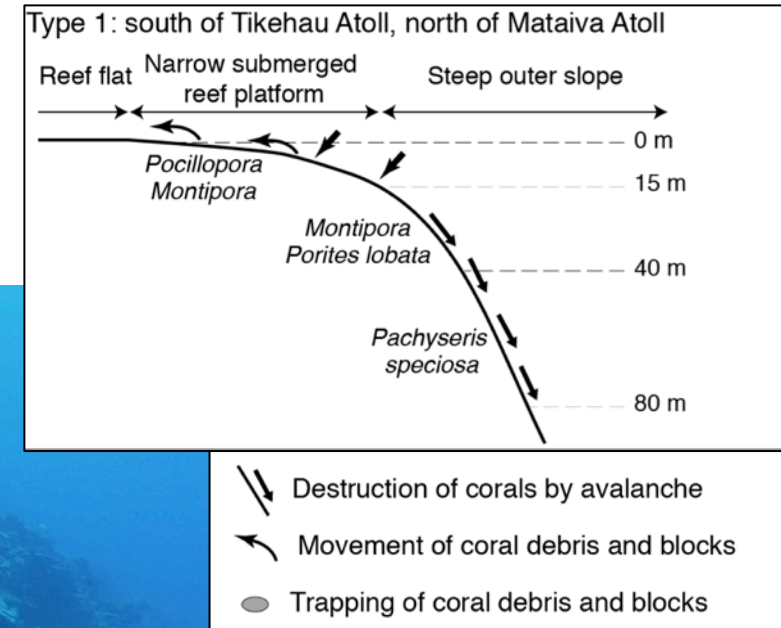 Type 1: south of Tikehau Atoll, north of Mataiva Atoll
Reef flat
Narrow submerged
reef platform
Steep outer slope
0 m
Pocillopora
Montipora
15 m
Montipora
Porites lobata
40 m
Pachyseris
speciosa
80 m
Destruction of corals by avalanche
Movement of coral debris and blocks
Trapping of coral debris and blocks